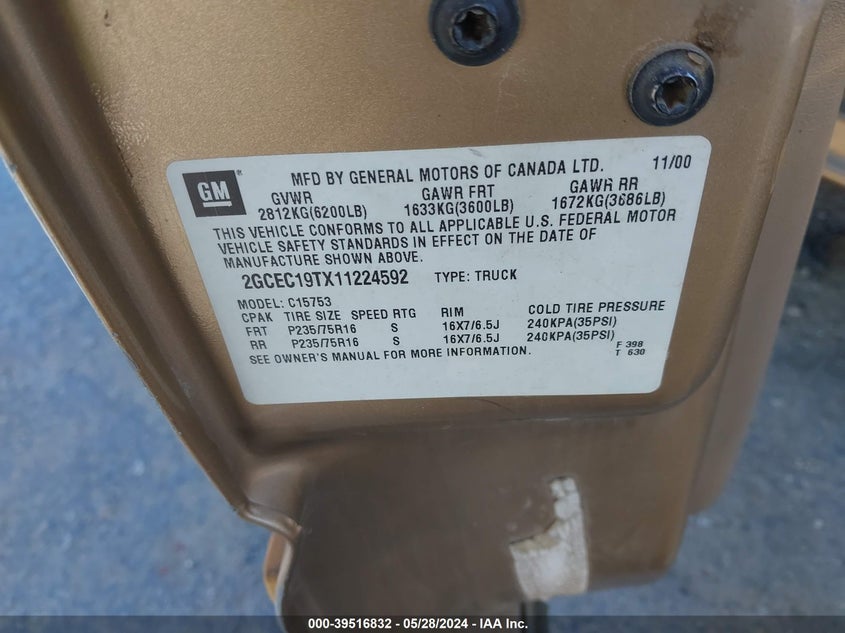 GM
MFD BY GENERAL MOTORS OF CANADA LTD. 11/00
GVWR GAWR FRT GAWR RR
2812KG(6200LB) 1633KG(3600LB) 1672KG(3686LB)
THIS VEHICLE CONFORMS TO ALL APPLICABLE U.S. FEDERAL MOTOR
VEHICLE SAFETY STANDARDS IN EFFECT ON THE DATE OF
MANUFACTURE SHOWN ABOVE.
2GCEC19TX11224592 TYPE: TRUCK
MODEL: C15753
CPAK TIRE SIZE SPEED RTG RIM COLD TIRE PRESSURE
FRT P235/75R16 S 16X7/6.5J 240KPA(35PSI)
RR P235/75R16 S 16X7/6.5J 240KPA(35PSI)
SEE OWNER'S MANUAL FOR MORE INFORMATION.
F 398
T 630
000-39516832 - 05/28/2024 - IAA Inc.